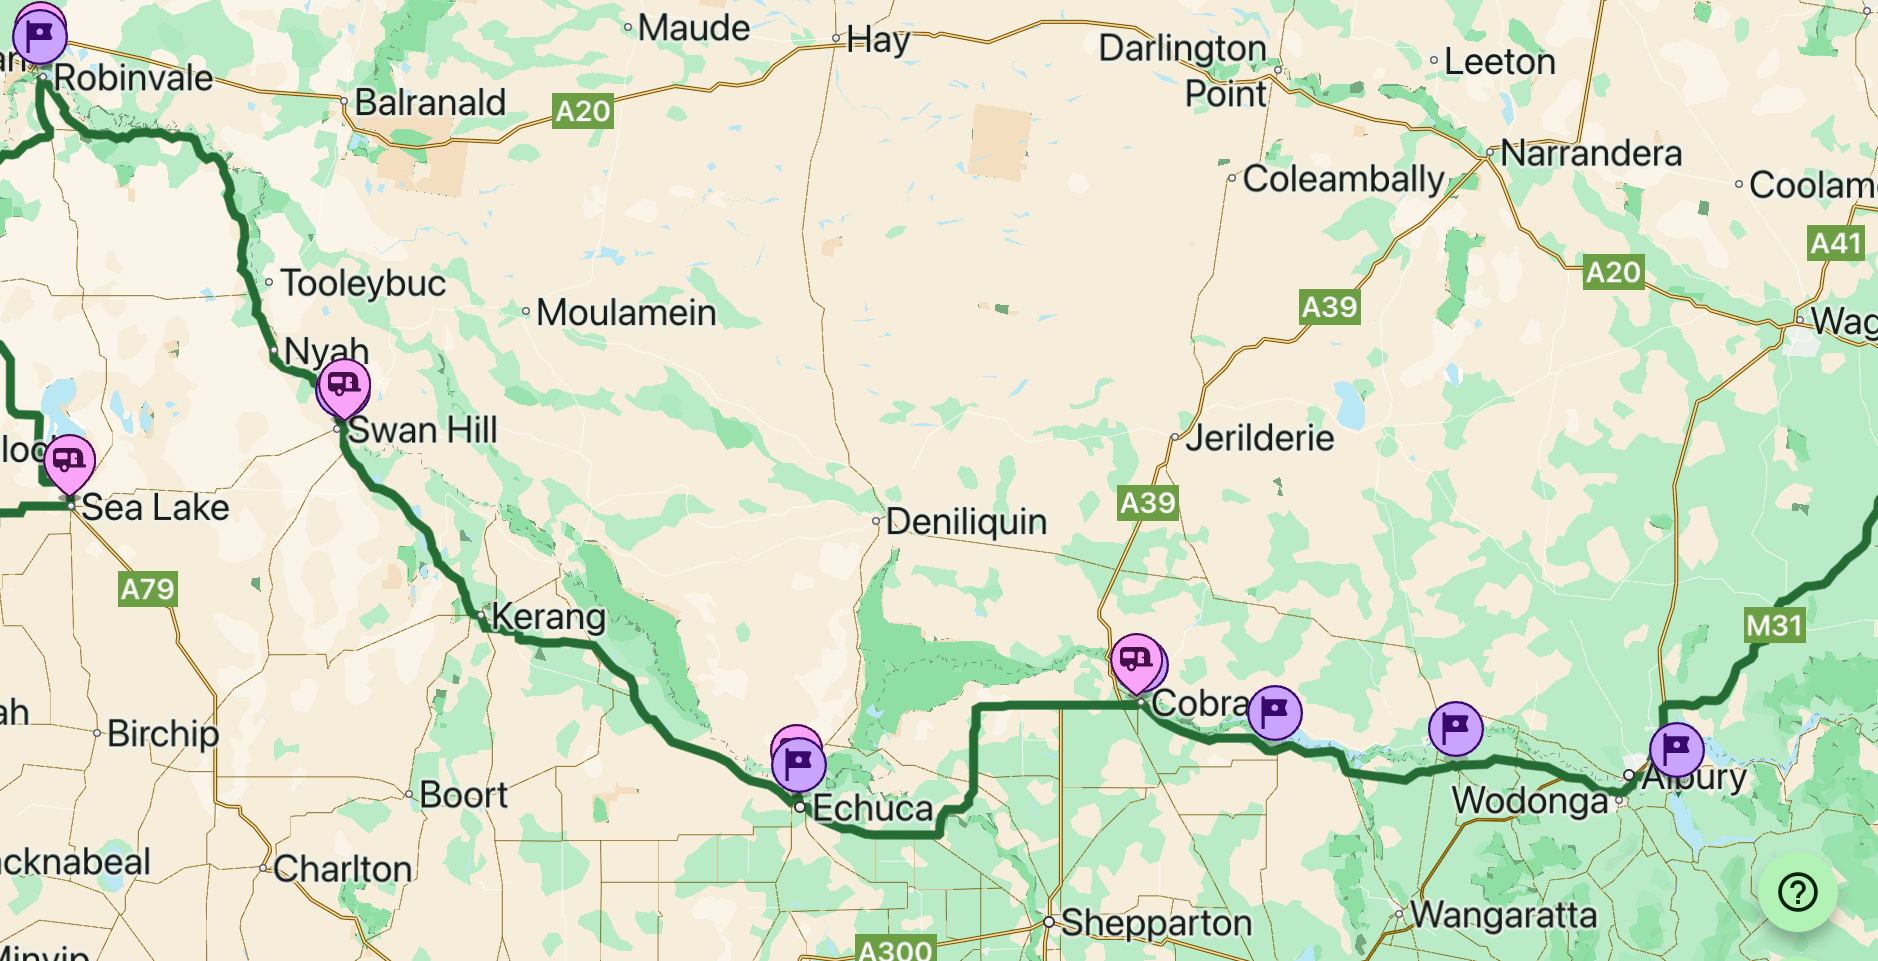 Maude
Hay
Darlington
Point
Leeton
Robinvale
Balranald
A20
Narrandera
Coleambally
Coolam
A41
A20
Tooleybuc
Moulamein
A39
Wag
Nyah
Swan Hill
Jerilderie
Sea Lake
A39
Deniliquin
A79
Kerang
M31
ah
Birchip
Cobra
Albury
Boort
Echuca
Wodonga
cknabeal
Charlton
Shepparton
Wangaratta
A300
?